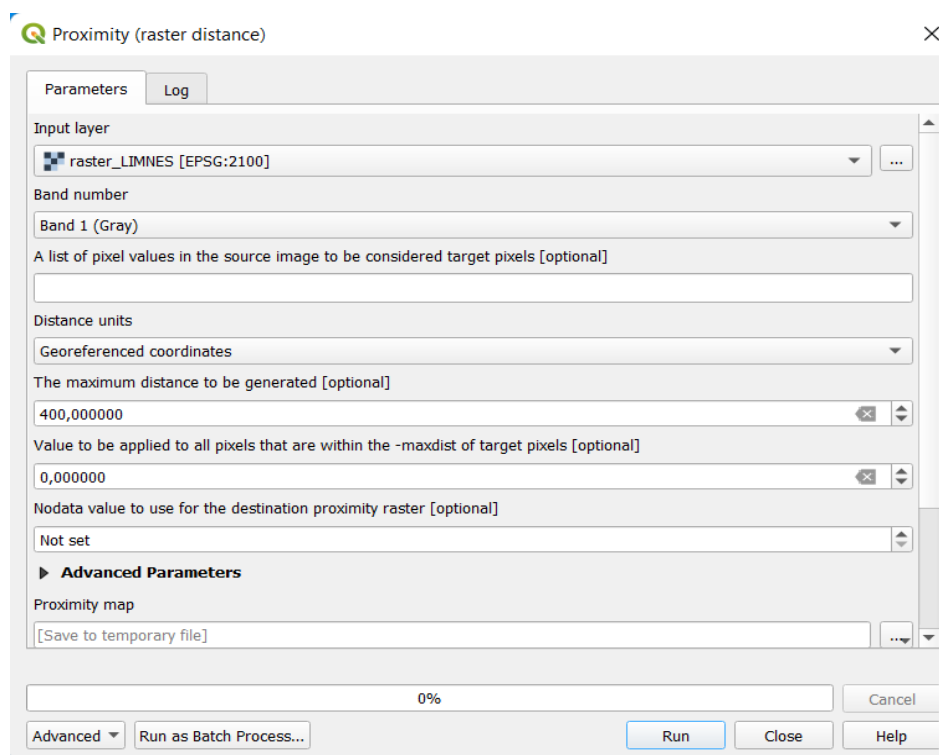 Proximity (raster distance)
Parameters
Log
Input layer
raster_LIMNES [EPSG:2100]
...
Band number
Band 1 (Gray)
A list of pixel values in the source image to be considered target pixels [optional]
Distance units
Georeferenced coordinates
The maximum distance to be generated [optional]
400,000000
Value to be applied to all pixels that are within the -maxdist of target pixels [optional]
0,000000
Nodata value to use for the destination proximity raster [optional]
Not set
Advanced Parameters
Proximity map
[Save to temporary file]
...
0%
Cancel
Advanced
Run as Batch Process...
Run
Close
Help